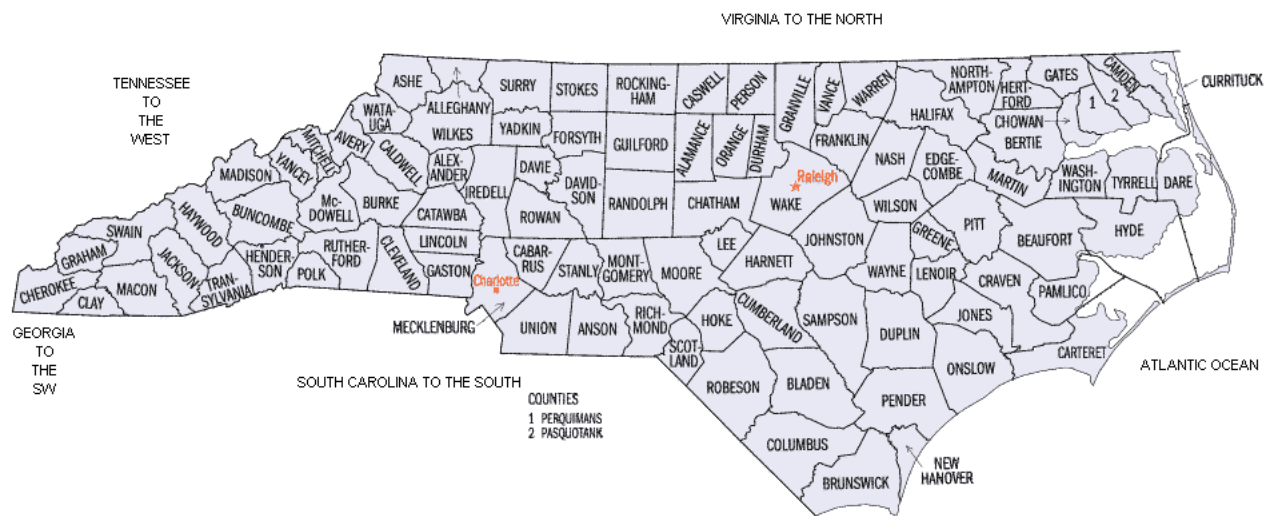 VIRGINIA TO THE NORTH
TENNESSEE
TO
THE
WEST
ASHE
ALLEGHANY
SURRY
STOKES
ROCKING-
HAM
CASWELL
PERSON
GRANVILLE
VANCE
WARREN
NORTH-
AMPTON
GATES
CAMDEN
CURRITUCK
HERT-
FORD
1
2
WATA-
UGA
WILKES
YADKIN
FORSYTH
GUILFORD
ALAMANCE
ORANGE
DURHAM
FRANKLIN
HALIFAX
CHOWAN
BERTIE
MITCHELL
AVERY
CALDWELL
ALEX-
ANDER
IREDELL
DAVIE
DAVID-
SON
NASH
EDGE-
COMBE
MARTIN
WASH-
INGTON
TYRRELL
DARE
MADISON
YANCEY
Mc-
DOWELL
BURKE
CATAWBA
ROWAN
RANDOLPH
CHATHAM
Raleigh
WAKE
WILSON
PITT
BEAUFORT
HYDE
SWAIN
HAYWOOD
BUNCOMBE
RUTHER-
FORD
CLEVELAND
LINCOLN
CABAR-
RUS
STANLY
MONT-
GOMERY
MOORE
LEE
HARNETT
JOHNSTON
GREENE
WAYNE
LENOIR
CRAVEN
PAMLICO
GRAHAM
JACKSON
HENDER-
SON
POLK
GASTON
Charlotte
CHEROKEE
CLAY
MACON
TRAN-
SYLVANIA
MECKLENBURG
UNION
ANSON
RICH-
MOND
SCOT-
LAND
HOKE
CUMBERLAND
SAMPSON
DUPLIN
JONES
CARTERET
GEORGIA
TO
THE
SW
ONSLOW
ATLANTIC OCEAN
SOUTH CAROLINA TO THE SOUTH
ROBESON
BLADEN
PENDER
COUNTIES
1 PERQUIMANS
2 PASQUOTANK
COLUMBUS
NEW
HANOVER
BRUNSWICK